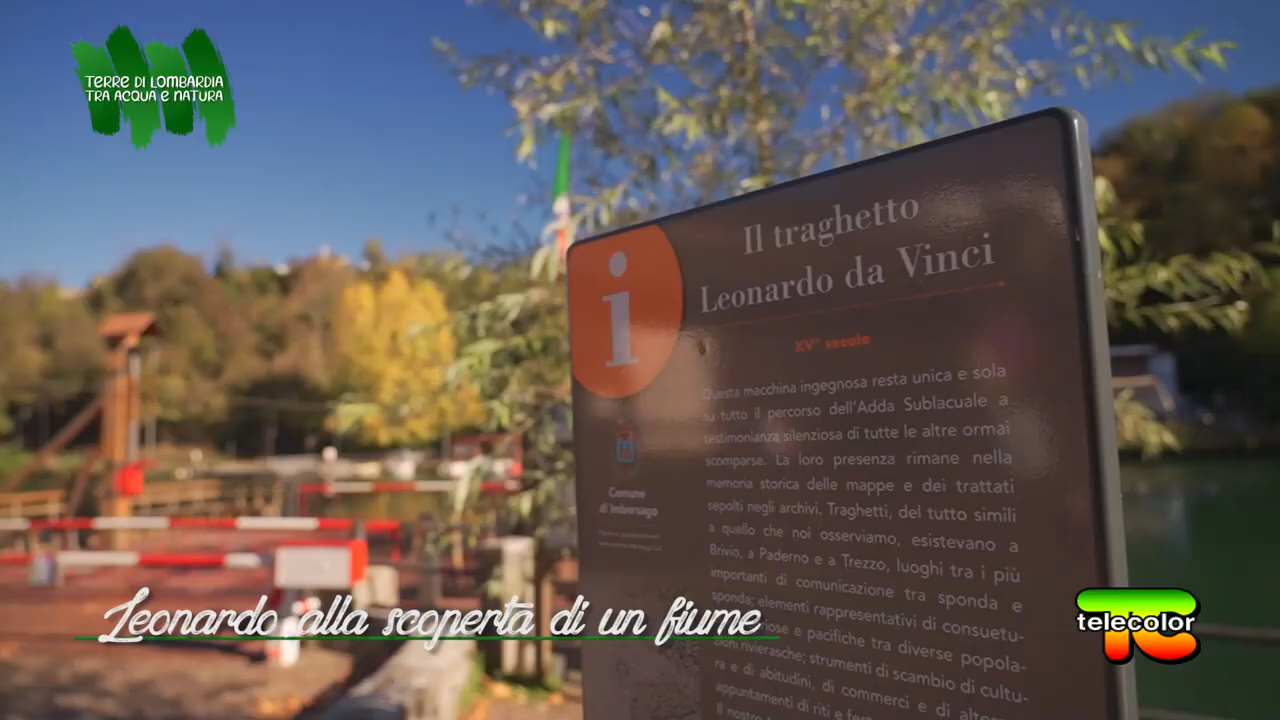 TERRE DI LOMBARDIA
TRA ACQUA E NATURA
i
Il traghetto
Leonardo da Vinci
XV° secolo
Questa macchina ingegnosa resta unica e sola
su tutto il percorso dell'Adda Sublacuale a
testimonianza silenziosa di tutte le altre ormai
scomparse. La loro presenza rimane nella
memoria storica delle mappe e dei trattati
sepolti negli archivi. Traghetti, del tutto simili
a quello che noi osserviamo, esistevano a
Brivio, a Paderno e a Trezzo, luoghi tra i più
importanti di comunicazione tra sponda e
sponda; elementi rappresentativi di consuetu-
e pacifiche tra diverse popola-
zioni rivierasche; strumenti di scambio di cultu-
ra e di abitudini, di commerci e di
appuntamenti di riti e
Il nostro
Comune
di Imbersago
Leonardo alla scoperta di un fiume
telecolor